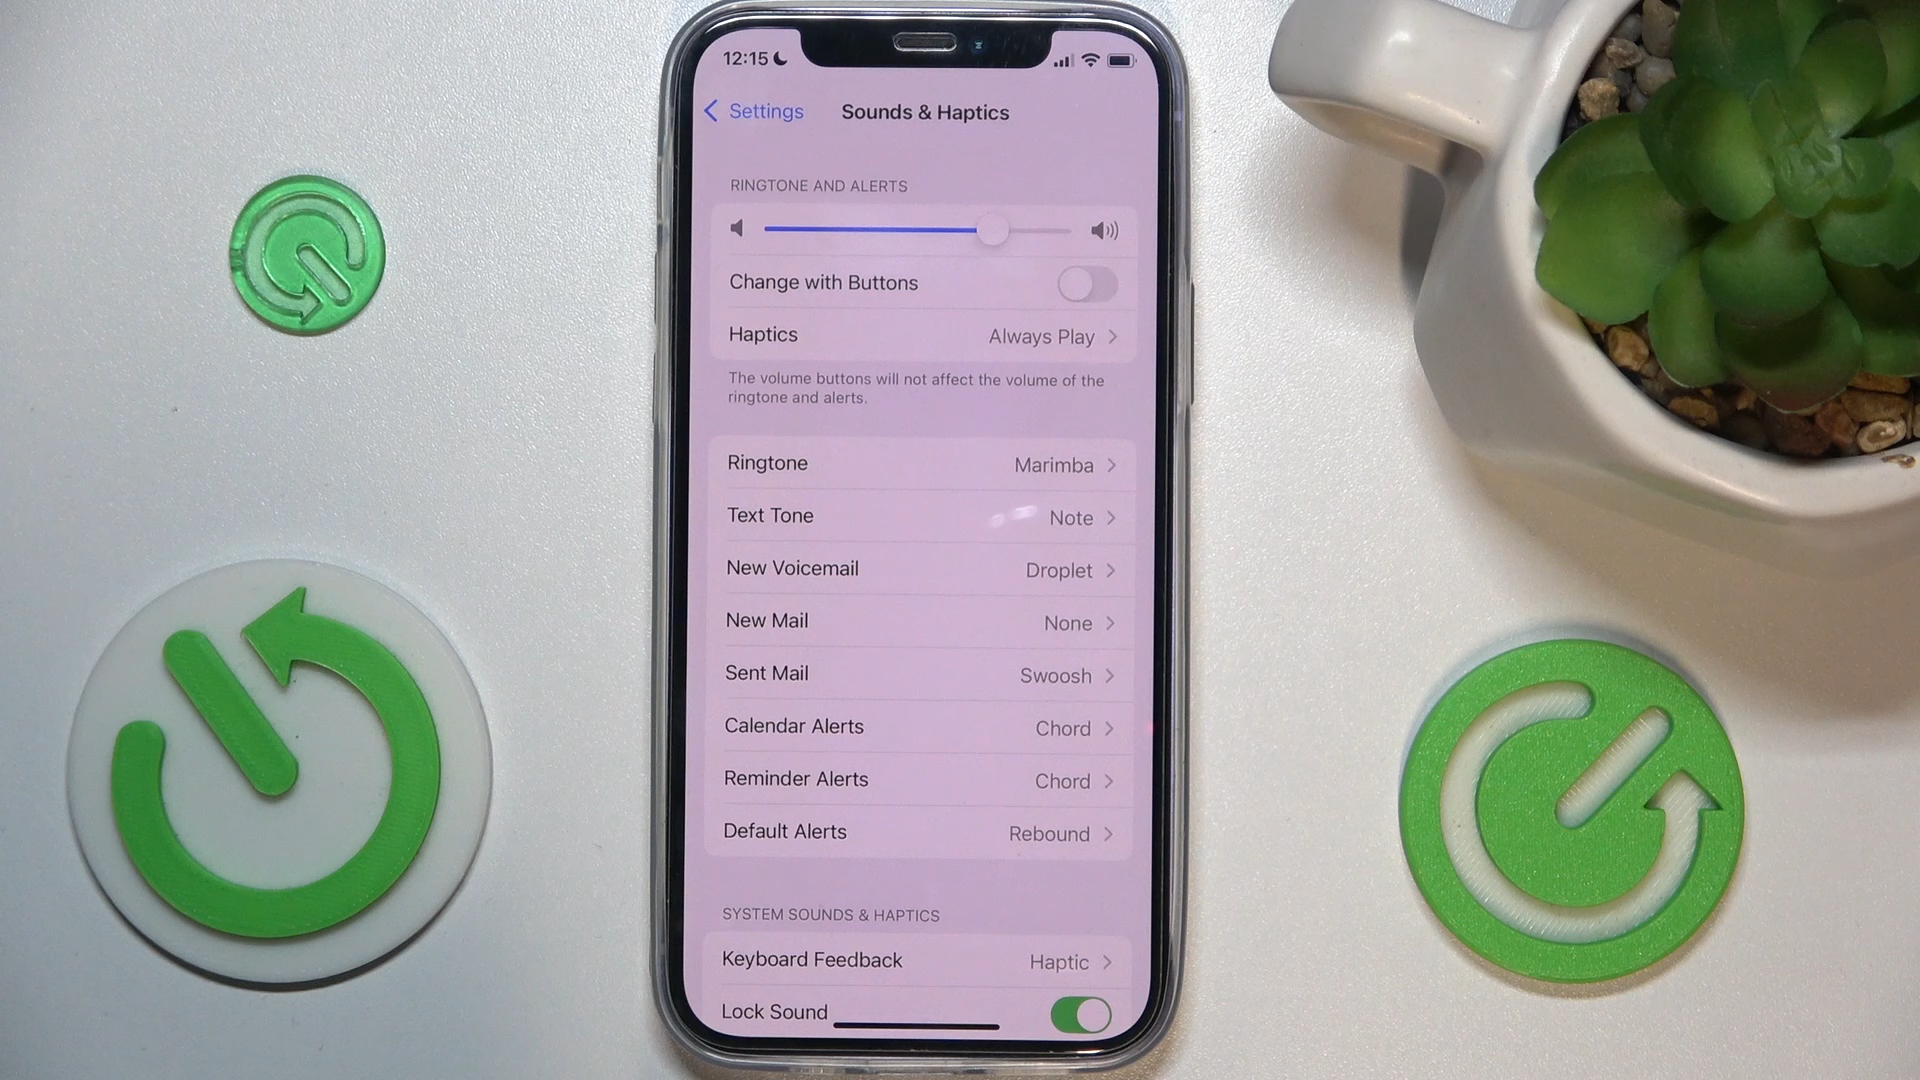 12:15
Settings Sounds & Haptics
RINGTONE AND ALERTS
Change with Buttons
Haptics Always Play
The volume buttons will not affect the volume of the
ringtone and alerts.
Ringtone Marimba
Text Tone Note
New Voicemail Droplet
New Mail None
Sent Mail Swoosh
Calendar Alerts Chord
Reminder Alerts Chord
Default Alerts Rebound
SYSTEM SOUNDS & HAPTICS
Keyboard Feedback Haptic
Lock Sound